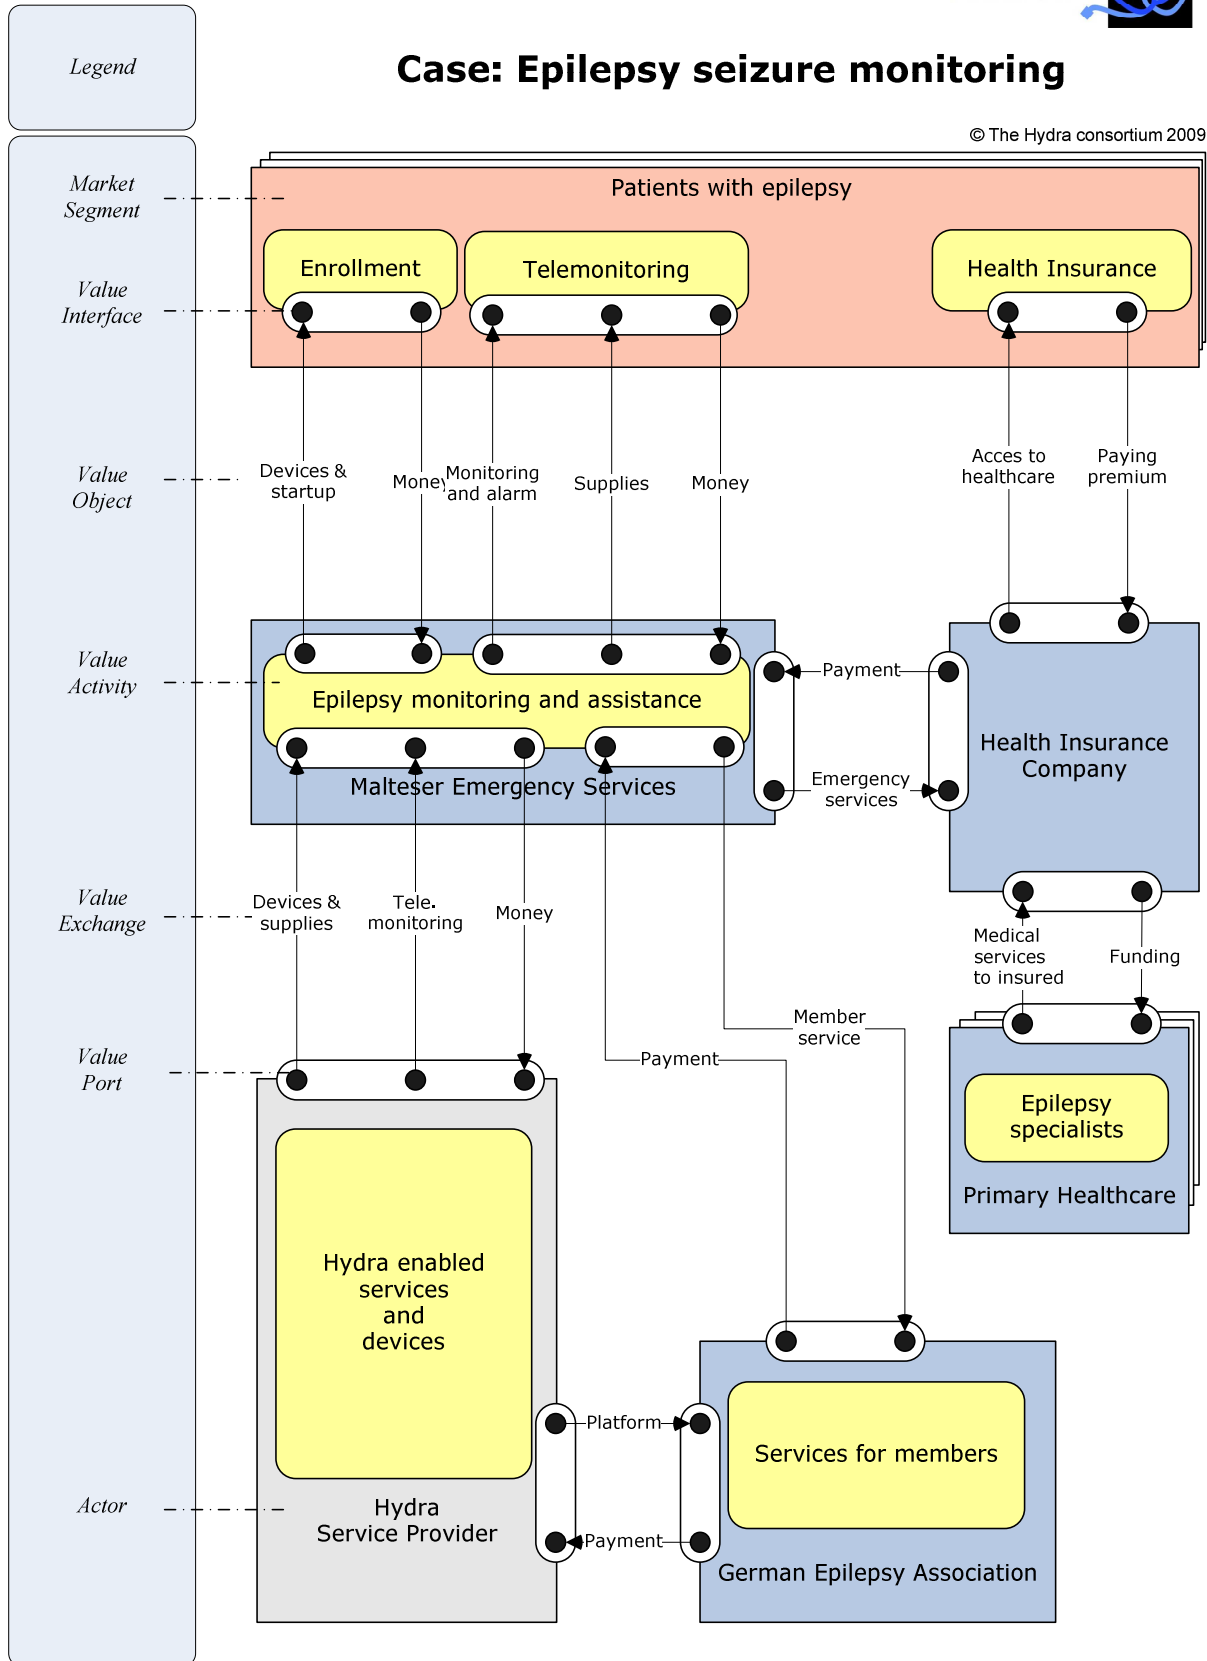 Legend
Case: Epilepsy seizure monitoring
© The Hydra consortium 2009
Market
Segment
Patients with epilepsy
Enrollment
Telemonitoring
Health Insurance
Value
Interface
Value
Object
Devices &
startup
Money
Monitoring
and alarm
Supplies
Money
Acces to
healthcare
Paying
premium
Value
Activity
Epilepsy monitoring and assistance
Malteser Emergency Services
Payment
Emergency
services
Health Insurance
Company
Value
Exchange
Devices &
supplies
Tele.
monitoring
Money
Medical
services
to insured
Funding
Member
service
Payment
Value
Port
Epilepsy
specialists
Primary Healthcare
Hydra enabled
services
and
devices
Platform
Services for members
Actor
Hydra
Service Provider
Payment
German Epilepsy Association